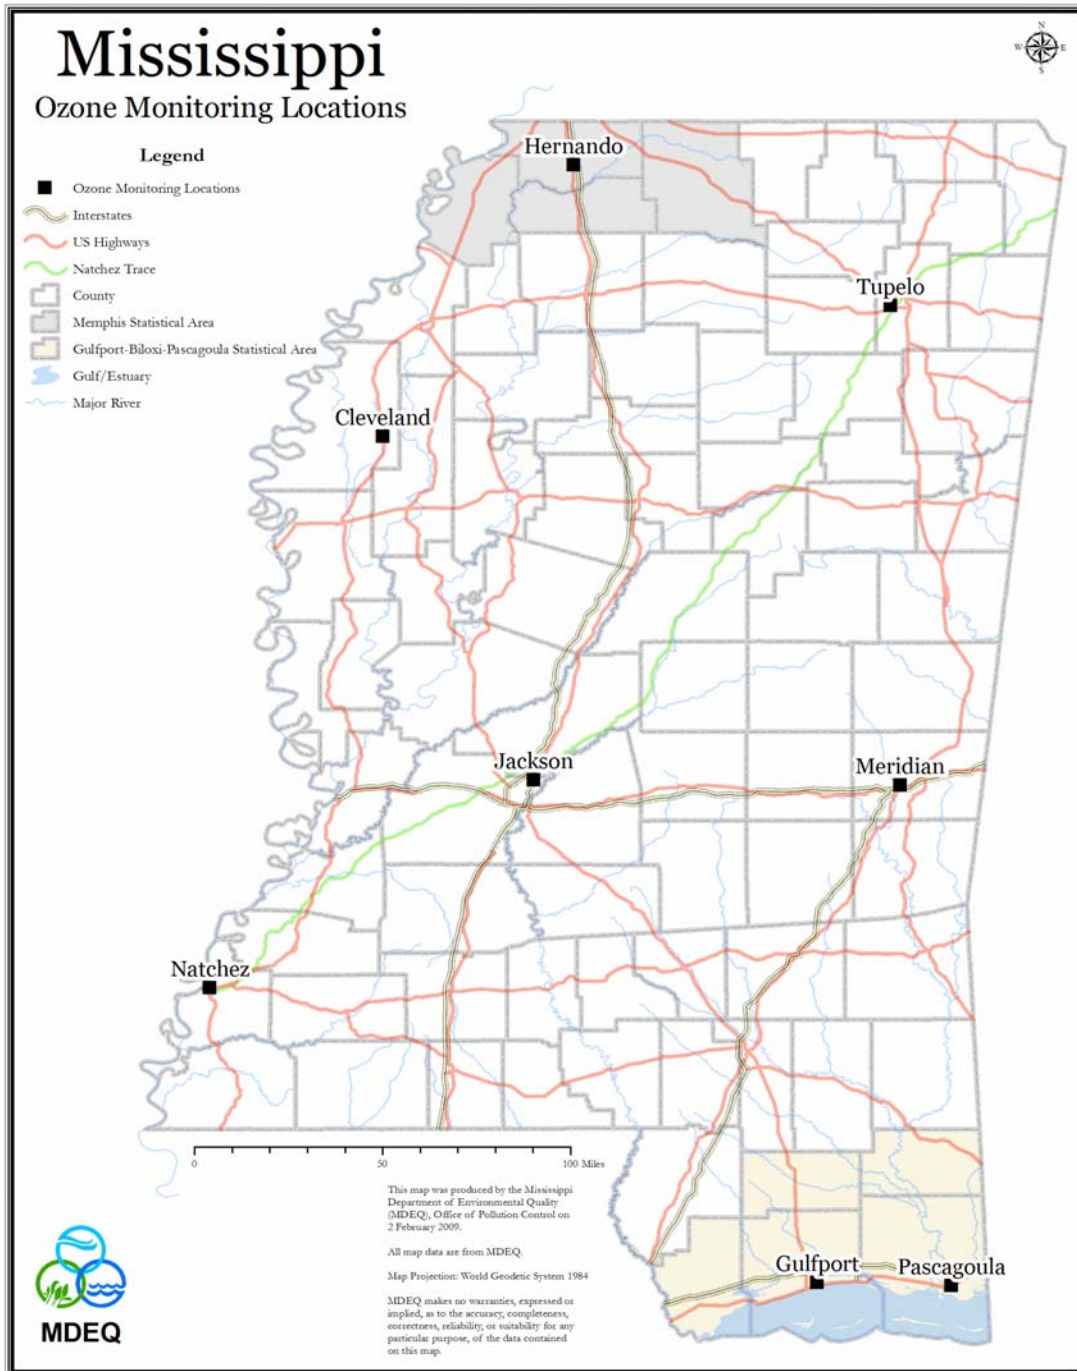 Mississippi
Ozone Monitoring Locations
N
W E
S
Legend
Ozone Monitoring Locations
Interstates
US Highways
Natchez Trace
County
Memphis Statistical Area
Gulfport-Biloxi-Pascagoula Statistical Area
Gulf/Estuary
Major River
Hernando
Tupelo
Cleveland
Jackson
Meridian
Natchez
0 50 100 Miles
This map was produced by the Mississippi
Department of Environmental Quality
(MDEQ), Office of Pollution Control on
2 February 2009.
All map data are from MDEQ.
Map Projection: World Geodetic System 1984
MDEQ makes no warranties, expressed or
implied, as to the accuracy, completeness,
correctness, reliability, or suitability for any
particular purpose, of the data contained
on this map.
Gulfport
Pascagoula
MDEQ